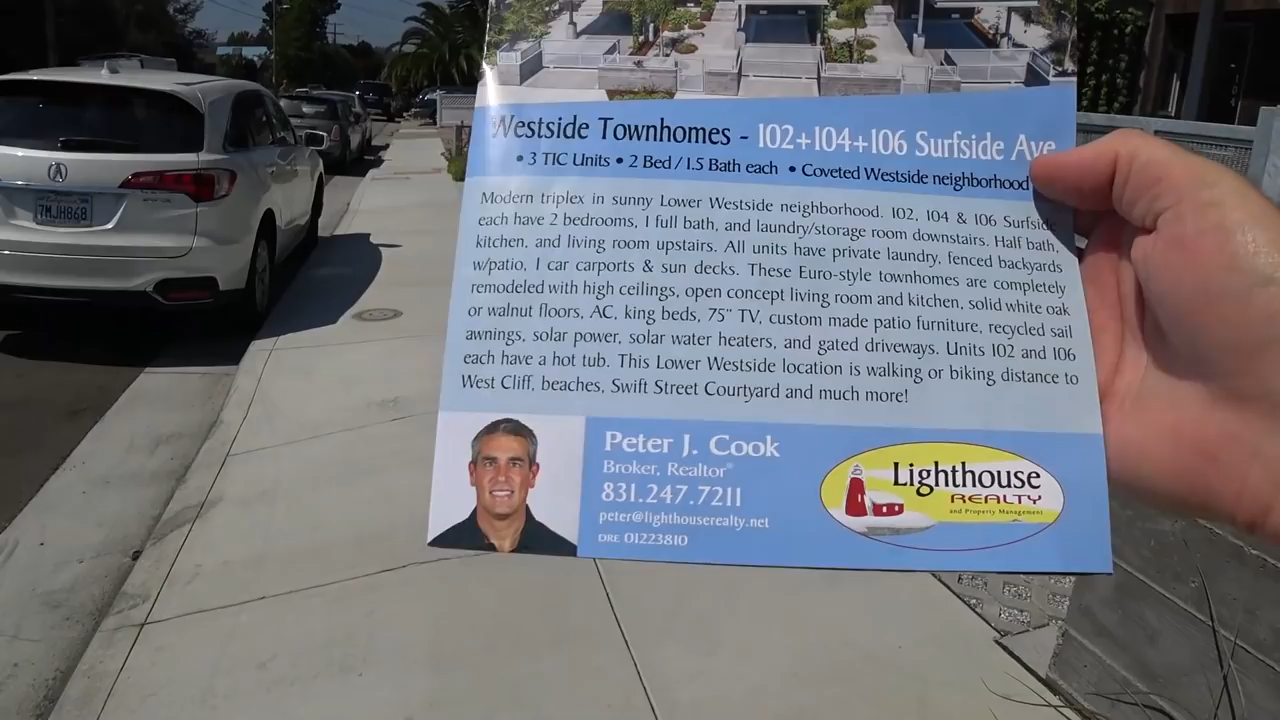 Westside Townhomes - 102+104+106 Surfside Ave
• 3 TIC Units • 2 Bed / 1.5 Bath each • Coveted Westside neighborhood
Modern triplex in sunny Lower Westside neighborhood. 102, 104 & 106 Surfside
each have 2 bedrooms, 1 full bath, and laundry/storage room downstairs. Half bath,
kitchen, and living room upstairs. All units have private laundry, fenced backyards
w/patio, 1 car carports & sun decks. These Euro-style townhomes are completely
remodeled with high ceilings, open concept living room and kitchen, solid white oak
or walnut floors, AC, king beds, 75" TV, custom made patio furniture, recycled sail
awnings, solar power, solar water heaters, and gated driveways. Units 102 and 106
each have a hot tub. This Lower Westside location is walking or biking distance to
West Cliff, beaches, Swift Street Courtyard and much more!
Peter J. Cook
Broker, Realtor®
831.247.7211
peter@lighthouserealty.net
DRE 01223810
Lighthouse
REALTY
and Property Management
California
7MJH868